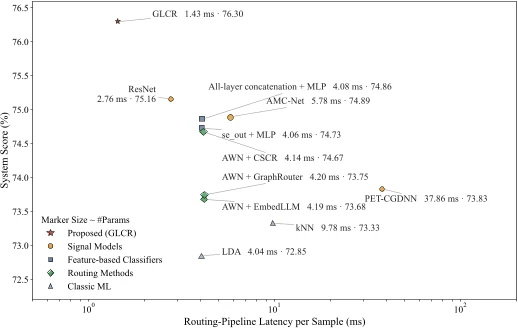 76.5
76.0
75.5
75.0
74.5
74.0
73.5
73.0
72.5
System Score (%)
GLCR 1.43 ms · 76.30
ResNet
2.76 ms · 75.16
All-layer concatenation + MLP 4.08 ms · 74.86
AMC-Net 5.78 ms · 74.89
se_out + MLP 4.06 ms · 74.73
AWN + CSCR 4.14 ms · 74.67
AWN + GraphRouter 4.20 ms · 73.75
PET-CGDNN 37.86 ms · 73.83
AWN + EmbedLLM 4.19 ms · 73.68
kNN 9.78 ms · 73.33
LDA 4.04 ms · 72.85
Marker Size ~ #Params
Proposed (GLCR)
Signal Models
Feature-based Classifiers
Routing Methods
Classic ML
10⁰
10¹
10²
Routing-Pipeline Latency per Sample (ms)